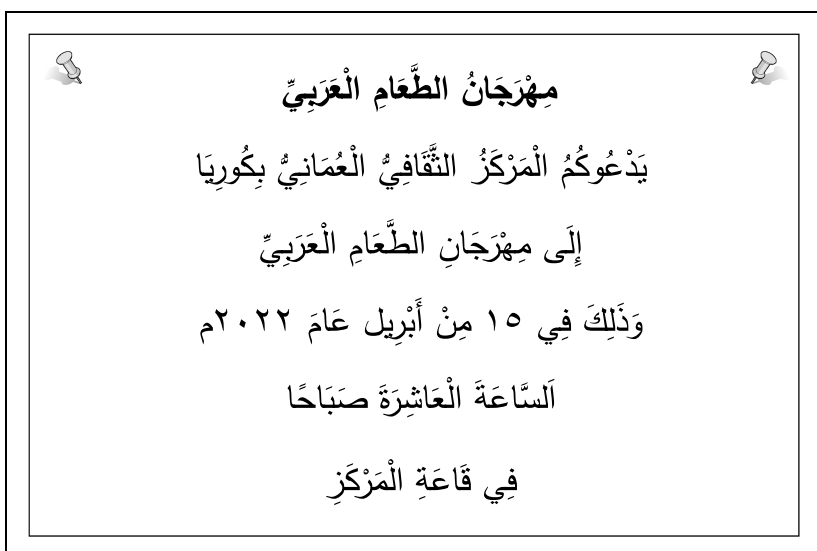 مِهْرَجَانُ الطَّعَامِ الْعَرَبِيِّ
يَدْعُوكُمُ الْمَرْكَزُ الثَّقَافِيُّ الْعُمَانِيُّ بِكُورِيَا
إِلَى مِهْرَجَانِ الطَّعَامِ الْعَرَبِيِّ
وَذَلِكَ فِي ١٥ مِنْ أَبْرِيل عَامَ ٢٠٢٢م
اَلسَّاعَةَ الْعَاشِرَةَ صَبَاحًا
فِي قَاعَةِ الْمَرْكَزِ